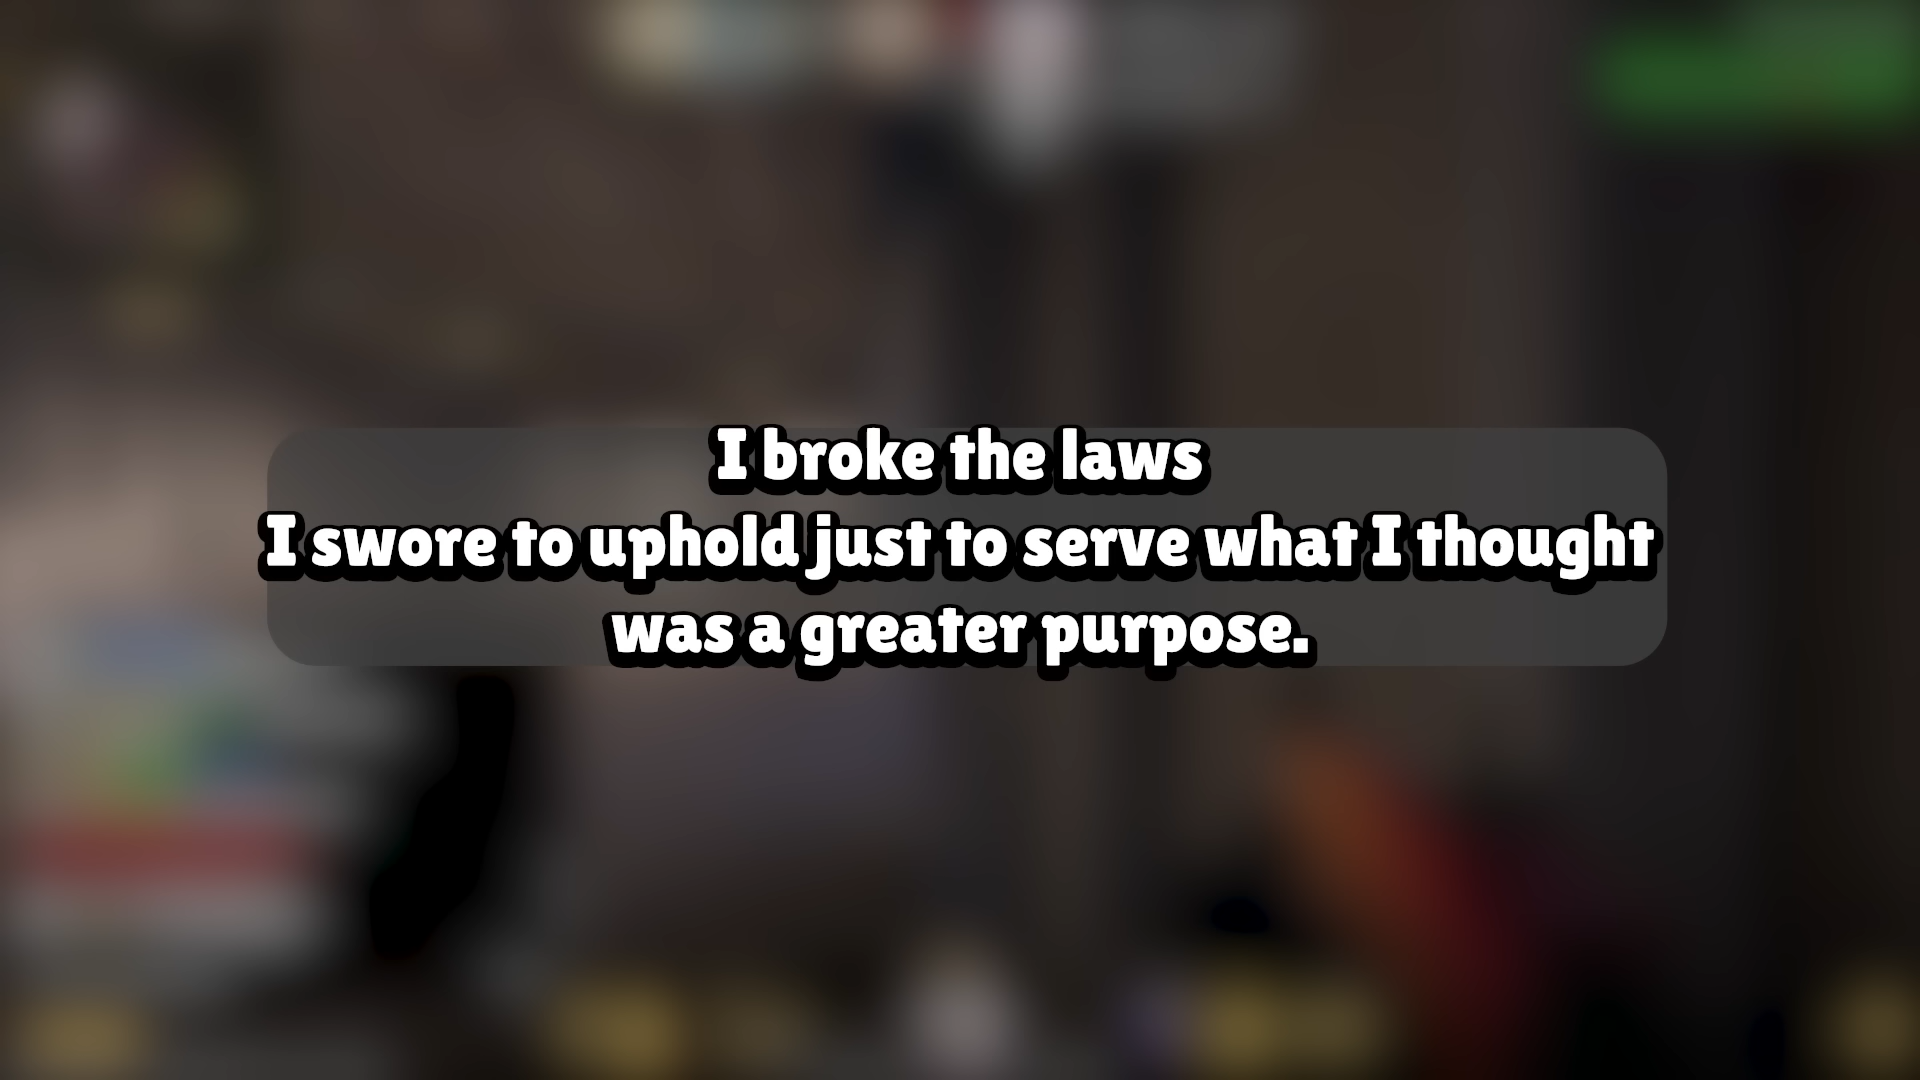 I broke the laws
I swore to uphold just to serve what I thought
was a greater purpose.